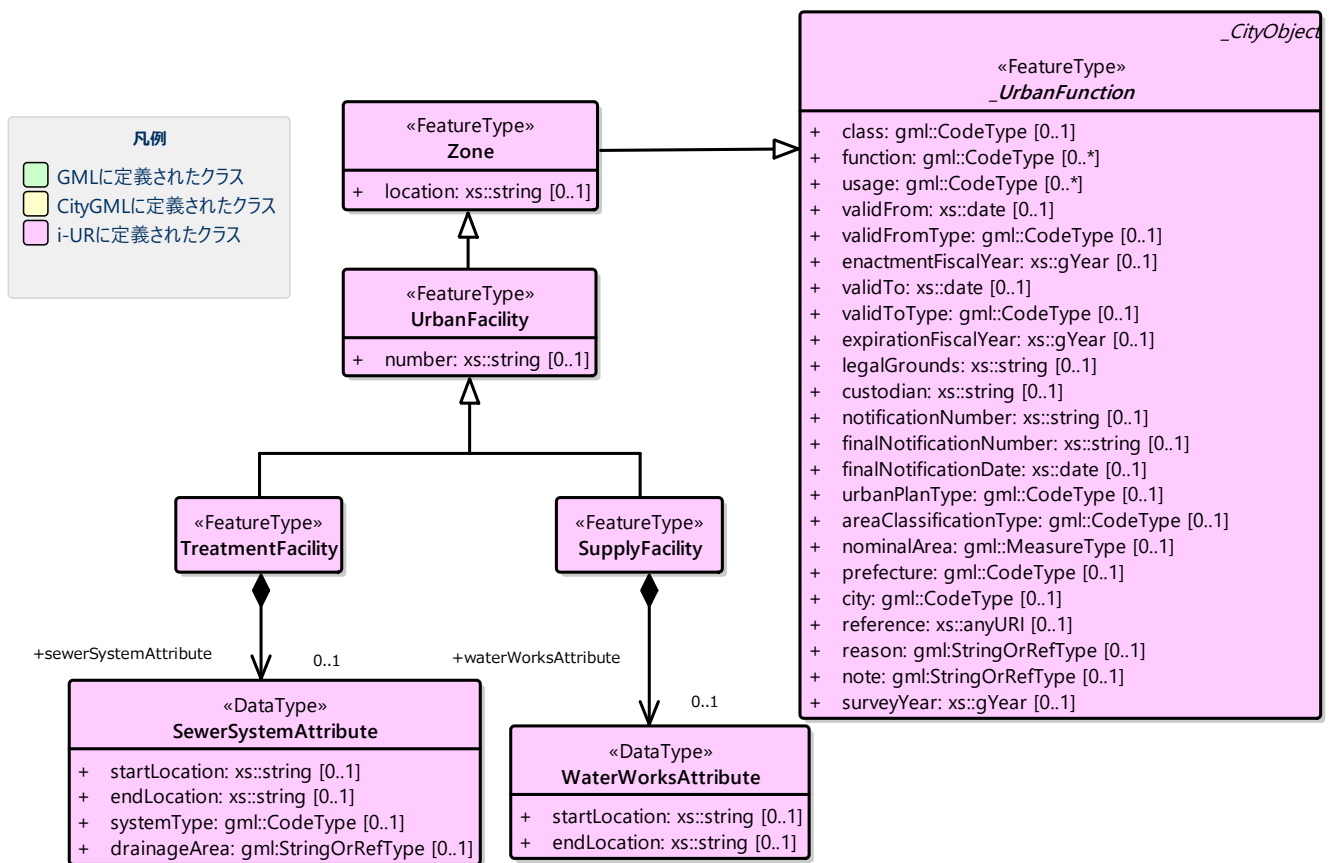 凡例
GMLに定義されたクラス
CityGMLに定義されたクラス
i-URに定義されたクラス
«FeatureType»
Zone
+ location: xs::string [0..1]
«FeatureType»
UrbanFacility
+ number: xs::string [0..1]
«FeatureType»
TreatmentFacility
«FeatureType»
SupplyFacility
+sewerSystemAttribute
0..1
+waterWorksAttribute
0..1
«DataType»
SewerSystemAttribute
+ startLocation: xs::string [0..1]
+ endLocation: xs::string [0..1]
+ systemType: gml::CodeType [0..1]
+ drainageArea: gml:StringOrRefType [0..1]
«DataType»
WaterWorksAttribute
+ startLocation: xs::string [0..1]
+ endLocation: xs::string [0..1]
_CityObject
«FeatureType»
_UrbanFunction
+ class: gml::CodeType [0..1]
+ function: gml::CodeType [0..*]
+ usage: gml::CodeType [0..*]
+ validFrom: xs::date [0..1]
+ validFromType: gml::CodeType [0..1]
+ enactmentFiscalYear: xs::gYear [0..1]
+ validTo: xs::date [0..1]
+ validToType: gml::CodeType [0..1]
+ expirationFiscalYear: xs::gYear [0..1]
+ legalGrounds: xs::string [0..1]
+ custodian: xs::string [0..1]
+ notificationNumber: xs::string [0..1]
+ finalNotificationNumber: xs::string [0..1]
+ finalNotificationDate: xs::date [0..1]
+ urbanPlanType: gml::CodeType [0..1]
+ areaClassificationType: gml::CodeType [0..1]
+ nominalArea: gml::MeasureType [0..1]
+ prefecture: gml::CodeType [0..1]
+ city: gml::CodeType [0..1]
+ reference: xs::anyURI [0..1]
+ reason: gml:StringOrRefType [0..1]
+ note: gml:StringOrRefType [0..1]
+ surveyYear: xs::gYear [0..1]